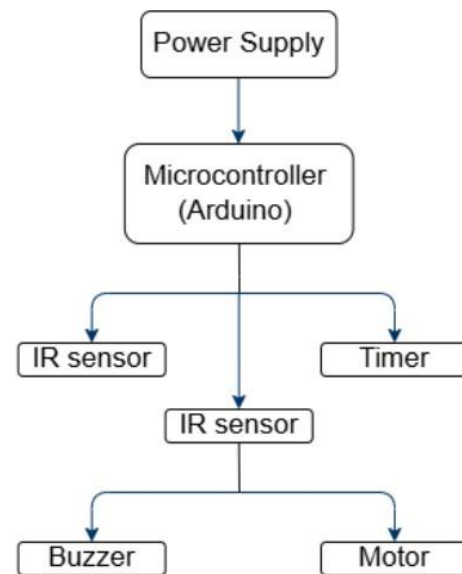 Power Supply
Microcontroller
(Arduino)
IR sensor
Timer
IR sensor
Buzzer
Motor